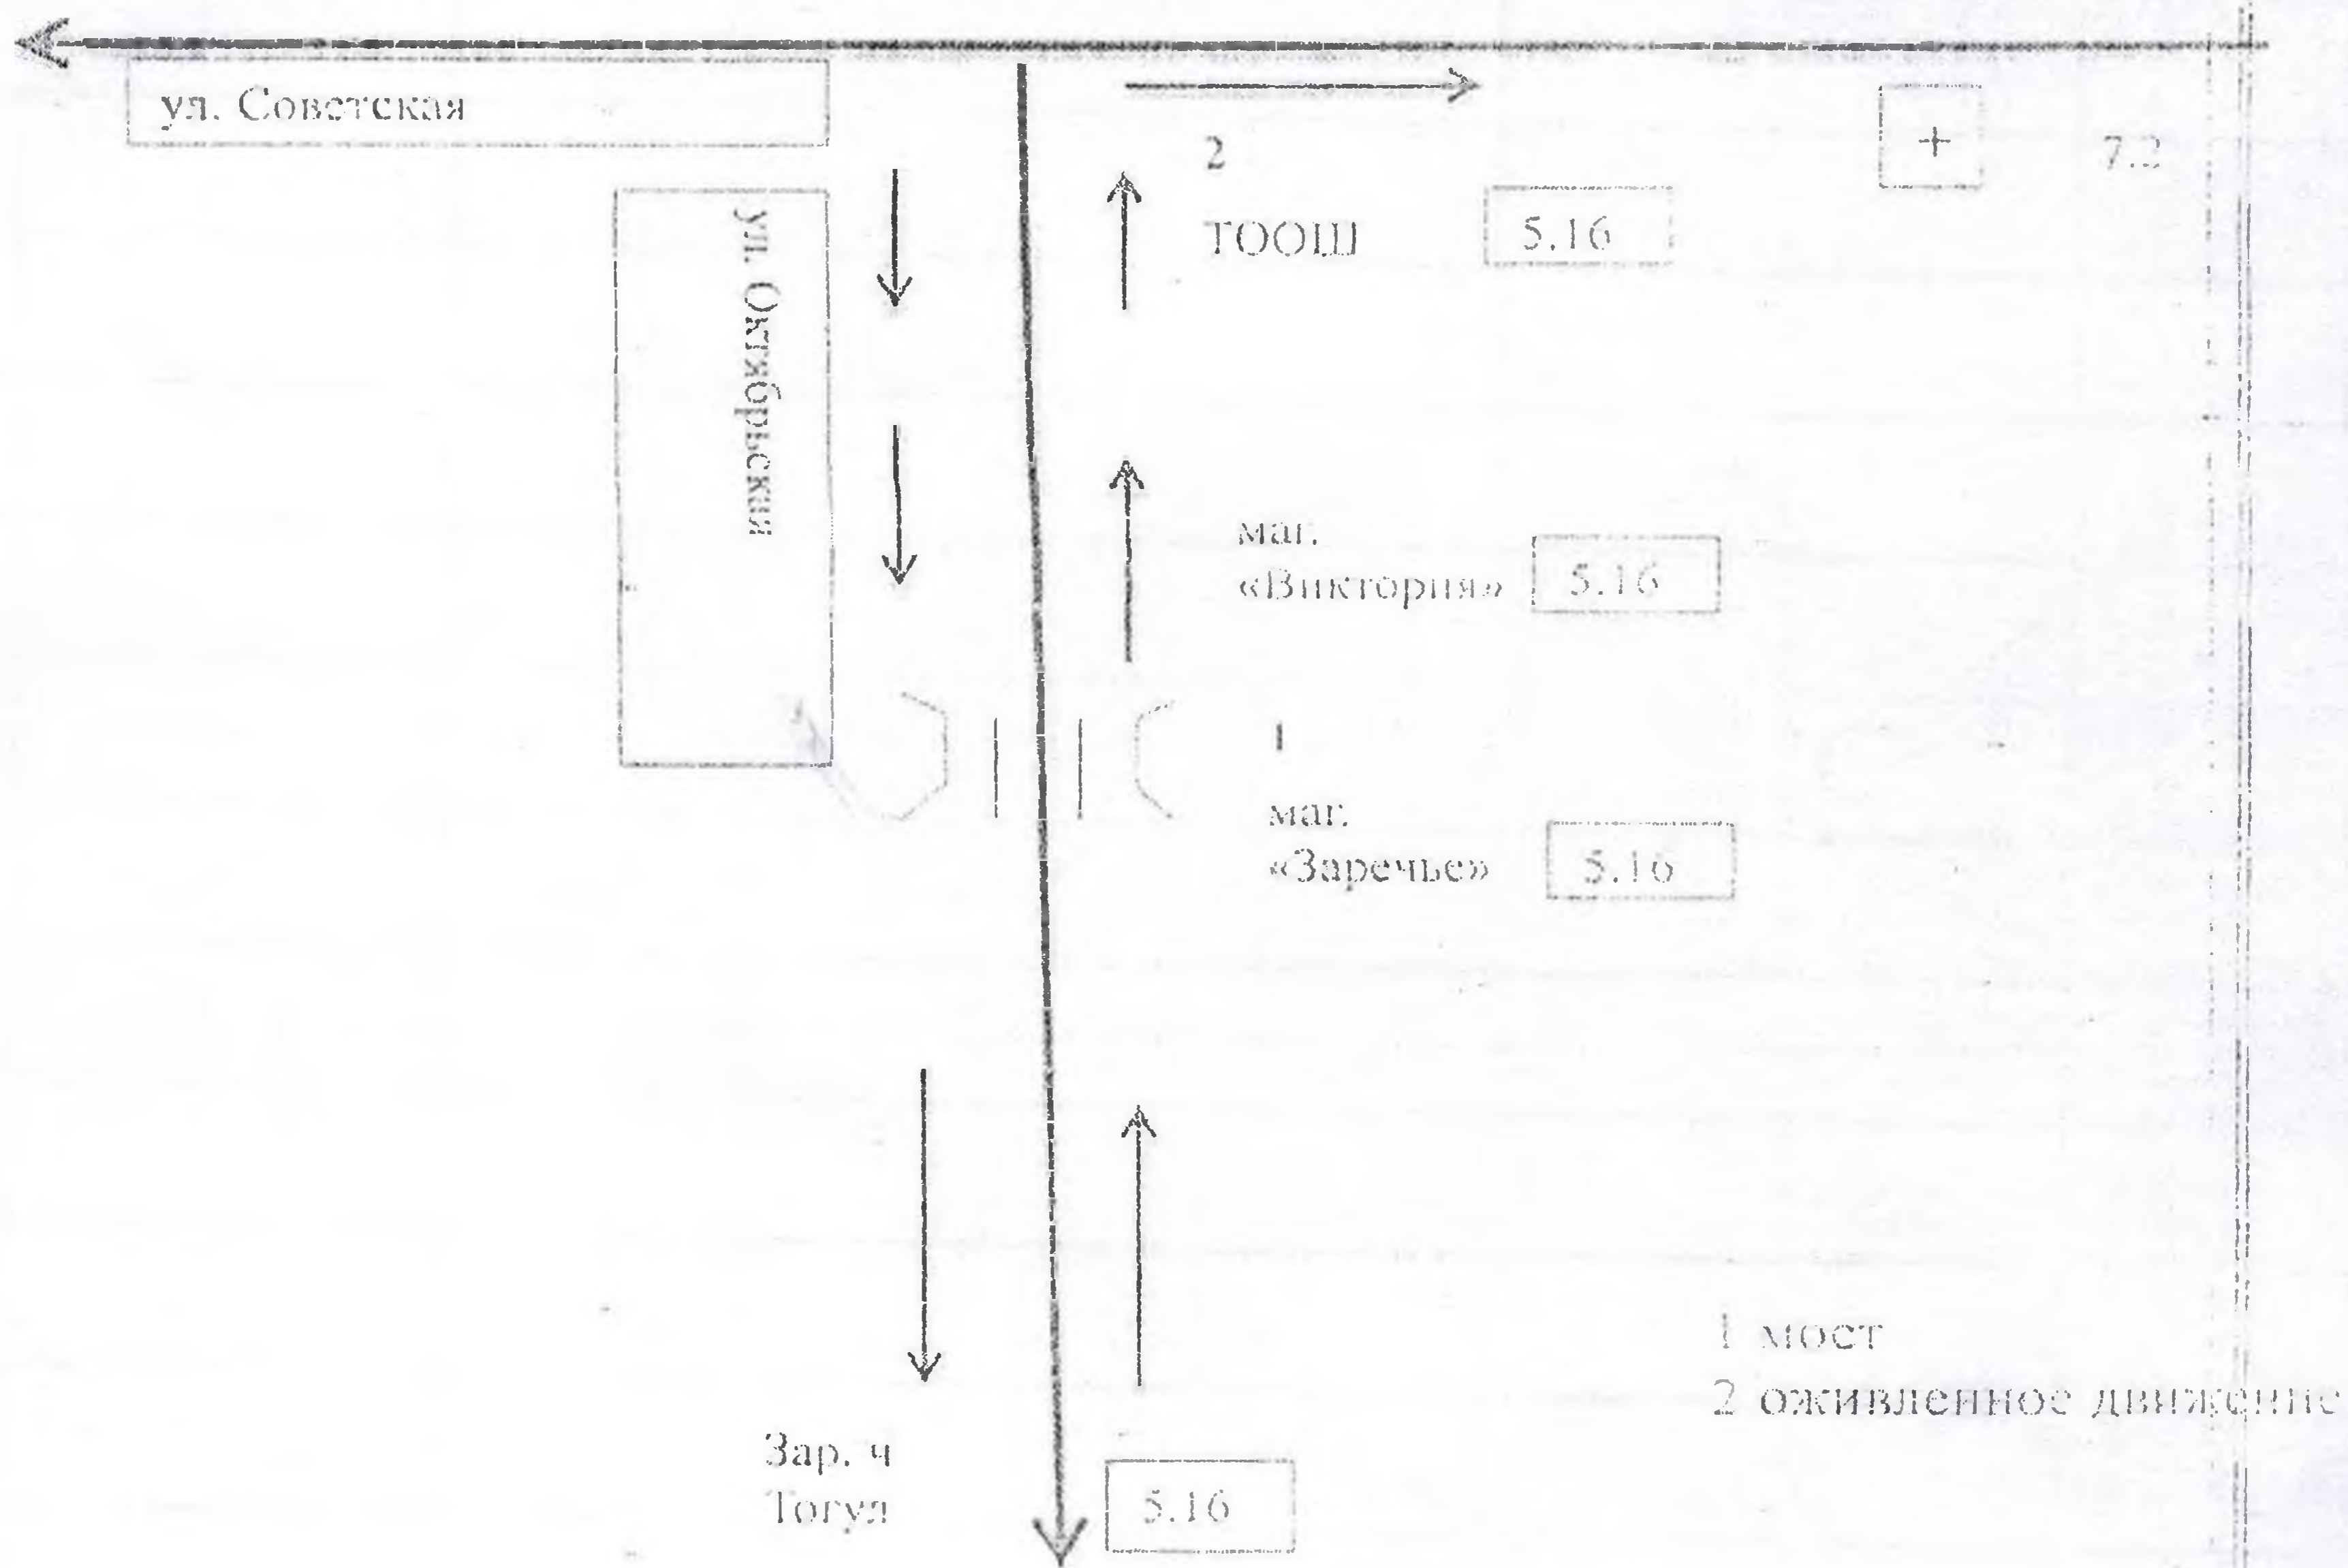 ул. Советская
2
+
7.2
ТООШ
5.16
ул. Октябрьская
маг.
«Виктория»
5.16
1
маг.
«Заречье»
5.16
1 мост
2 оживленное движение
Зар. ч
Тогул
5.16